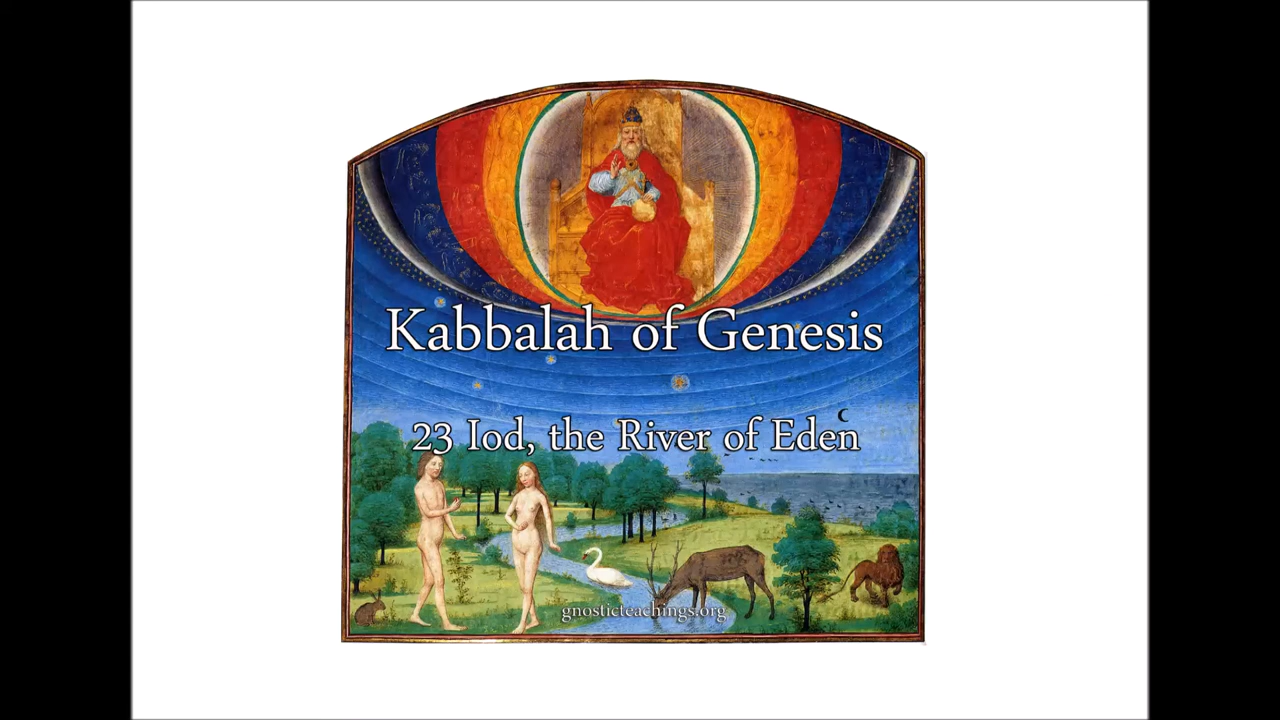 Kabbalah of Genesis
23 Iod, the River of Eden
gnosticteachings.org